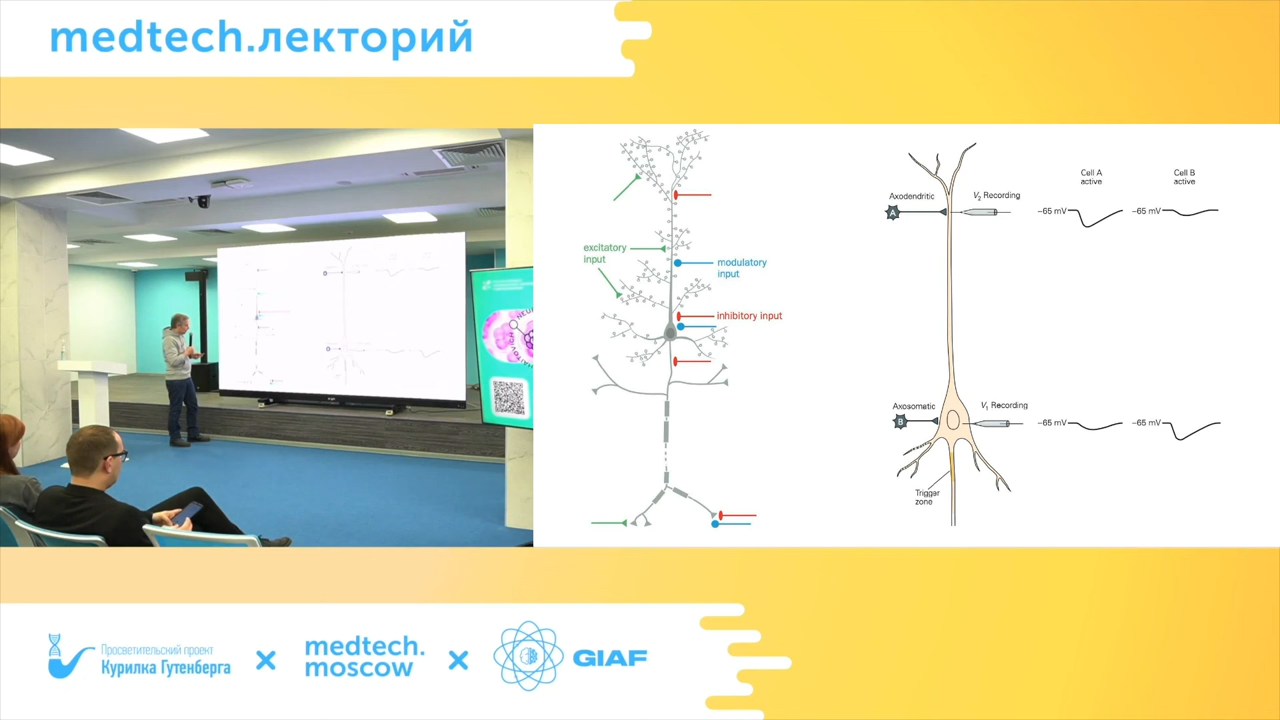 medtech.лекторий
excitatory
input
modulatory
input
inhibitory input
Axodendritic
A
V2 Recording
Cell A
active
Cell B
active
−65 mV
−65 mV
Axosomatic
B
V1 Recording
−65 mV
−65 mV
Trigger
zone
Просветительский проект
Курилка Гутенберга
×
medtech.
moscow
×
GIAF